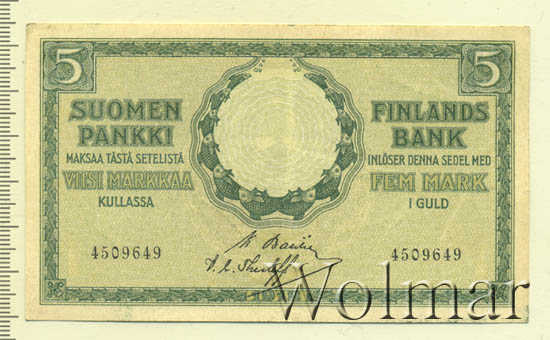 5
5
SUOMEN
PANKKI
MAKSAA TÄSTÄ SETELISTÄ
VIISI MARKKAA
KULLASSA
FINLANDS
BANK
INLÖSER DENNA SEDEL MED
FEM MARK
I GULD
4509649
4509649
Wolmar